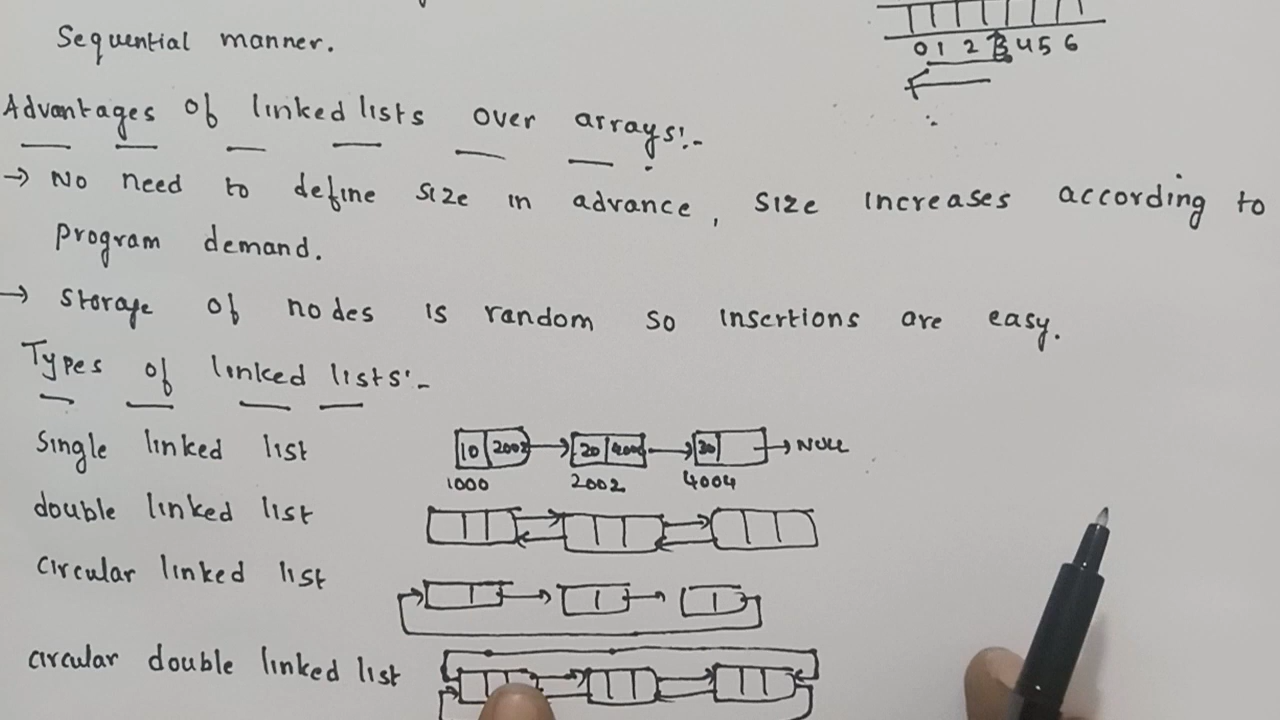 Sequential manner.
0 1 2 3 4 5 6
Advantages of linked lists over arrays:-
→ No need to define size in advance, size increases according to
program demand.
→ Storage of nodes is random so insertions are easy.
Types of linked lists:-
Single linked list
10 2002 → 20 4004 → 30 → NULL
1000 2002 4004
double linked list
circular linked list
circular double linked list